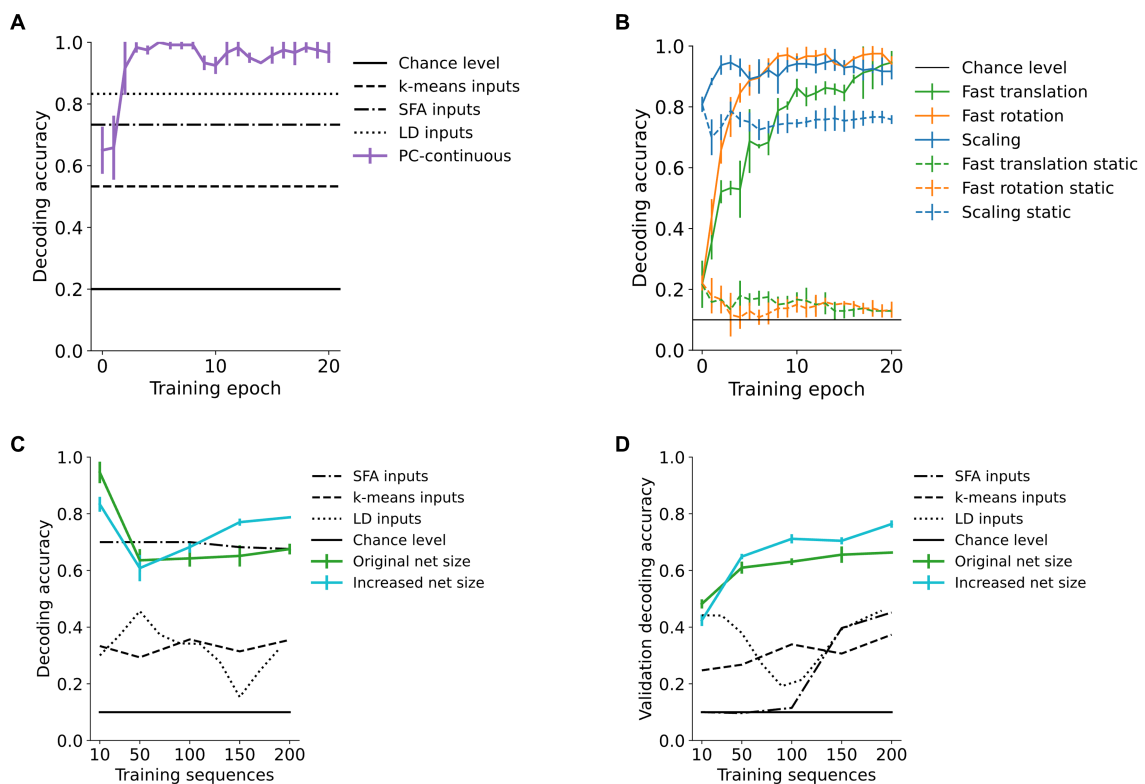 A
1.0
0.8
0.6
0.4
0.2
0.0
0
10
20
Decoding accuracy
Training epoch
Chance level
k-means inputs
SFA inputs
LD inputs
PC-continuous
B
1.0
0.8
0.6
0.4
0.2
0.0
0
10
20
Decoding accuracy
Training epoch
Chance level
Fast translation
Fast rotation
Scaling
Fast translation static
Fast rotation static
Scaling static
C
1.0
0.8
0.6
0.4
0.2
0.0
10
50
100
150
200
Decoding accuracy
Training sequences
SFA inputs
k-means inputs
LD inputs
Chance level
Original net size
Increased net size
D
1.0
0.8
0.6
0.4
0.2
0.0
10
50
100
150
200
Validation decoding accuracy
Training sequences
SFA inputs
k-means inputs
LD inputs
Chance level
Original net size
Increased net size